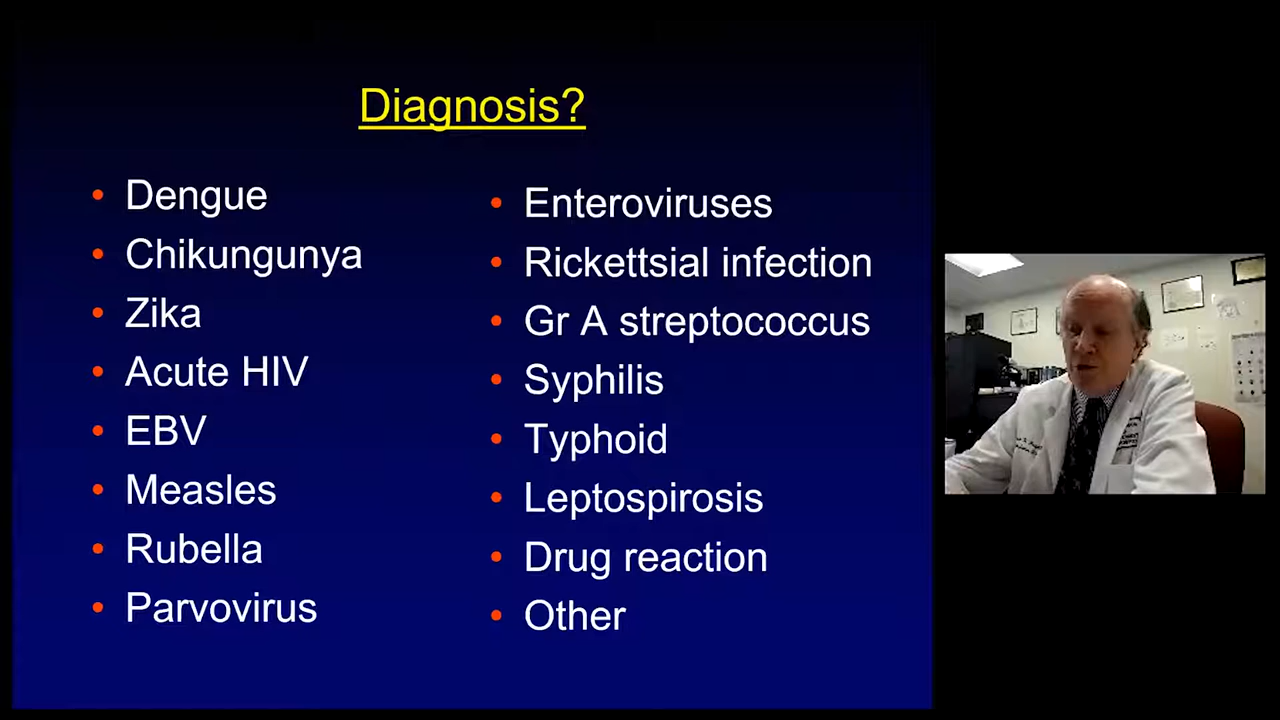 Diagnosis?
• Dengue
• Chikungunya
• Zika
• Acute HIV
• EBV
• Measles
• Rubella
• Parvovirus
• Enteroviruses
• Rickettsial infection
• Gr A streptococcus
• Syphilis
• Typhoid
• Leptospirosis
• Drug reaction
• Other